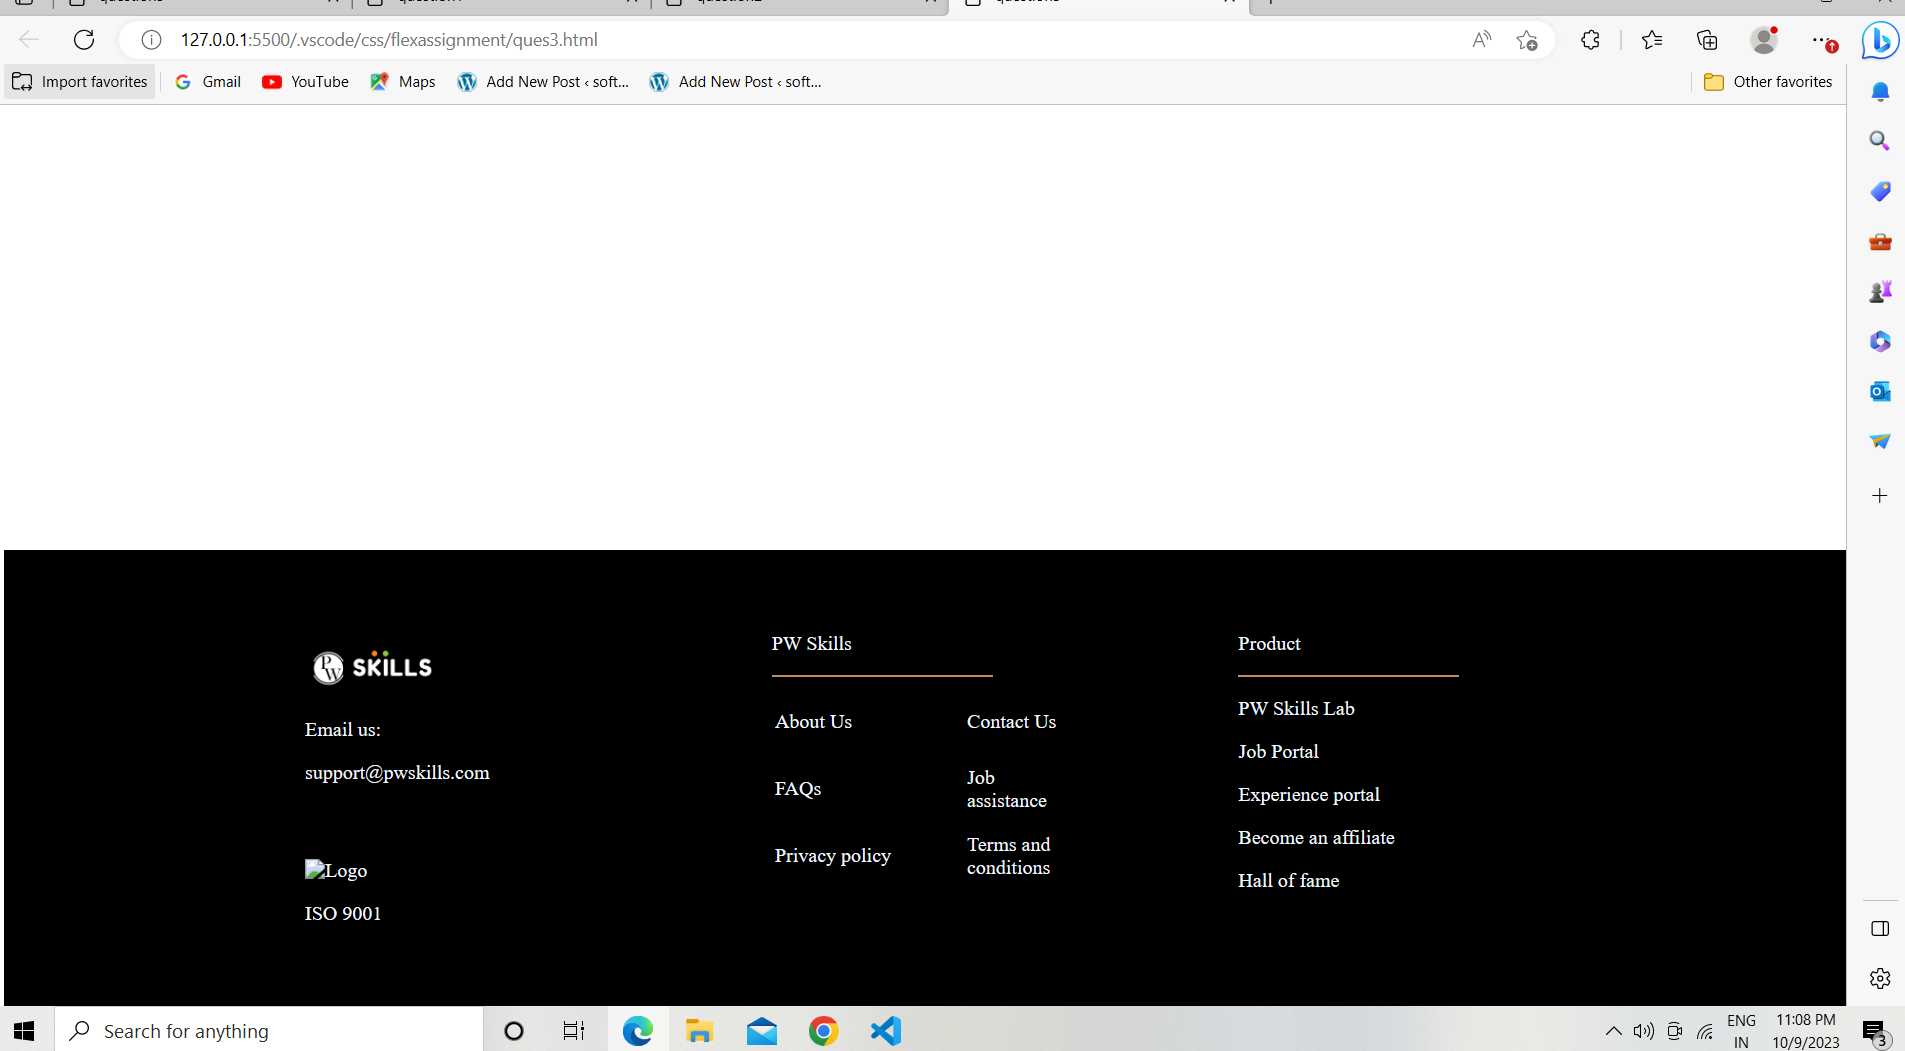 127.0.0.1:5500/.vscode/css/flexassignment/ques3.html
Import favorites
Gmail
YouTube
Maps
Add New Post ‹ soft...
Add New Post ‹ soft...
Other favorites
PW SKILLS
Email us:
support@pwskills.com
Logo
ISO 9001
PW Skills
About Us
Contact Us
FAQs
Job
assistance
Privacy policy
Terms and
conditions
Product
PW Skills Lab
Job Portal
Experience portal
Become an affiliate
Hall of fame
Search for anything
ENG
IN
11:08 PM
10/9/2023
3